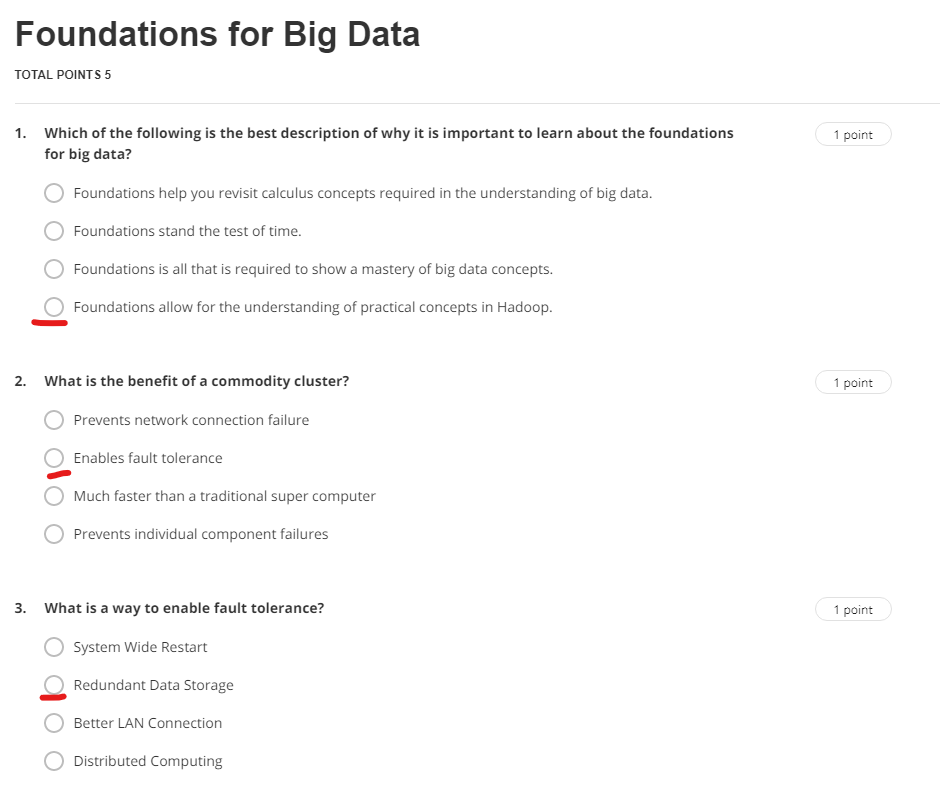 Foundations for Big Data
TOTAL POINTS 5
1. Which of the following is the best description of why it is important to learn about the foundations 1 point
for big data?
Foundations help you revisit calculus concepts required in the understanding of big data.
Foundations stand the test of time.
Foundations is all that is required to show a mastery of big data concepts.
Foundations allow for the understanding of practical concepts in Hadoop.
2. What is the benefit of a commodity cluster? 1 point
Prevents network connection failure
Enables fault tolerance
Much faster than a traditional super computer
Prevents individual component failures
3. What is a way to enable fault tolerance? 1 point
System Wide Restart
Redundant Data Storage
Better LAN Connection
Distributed Computing